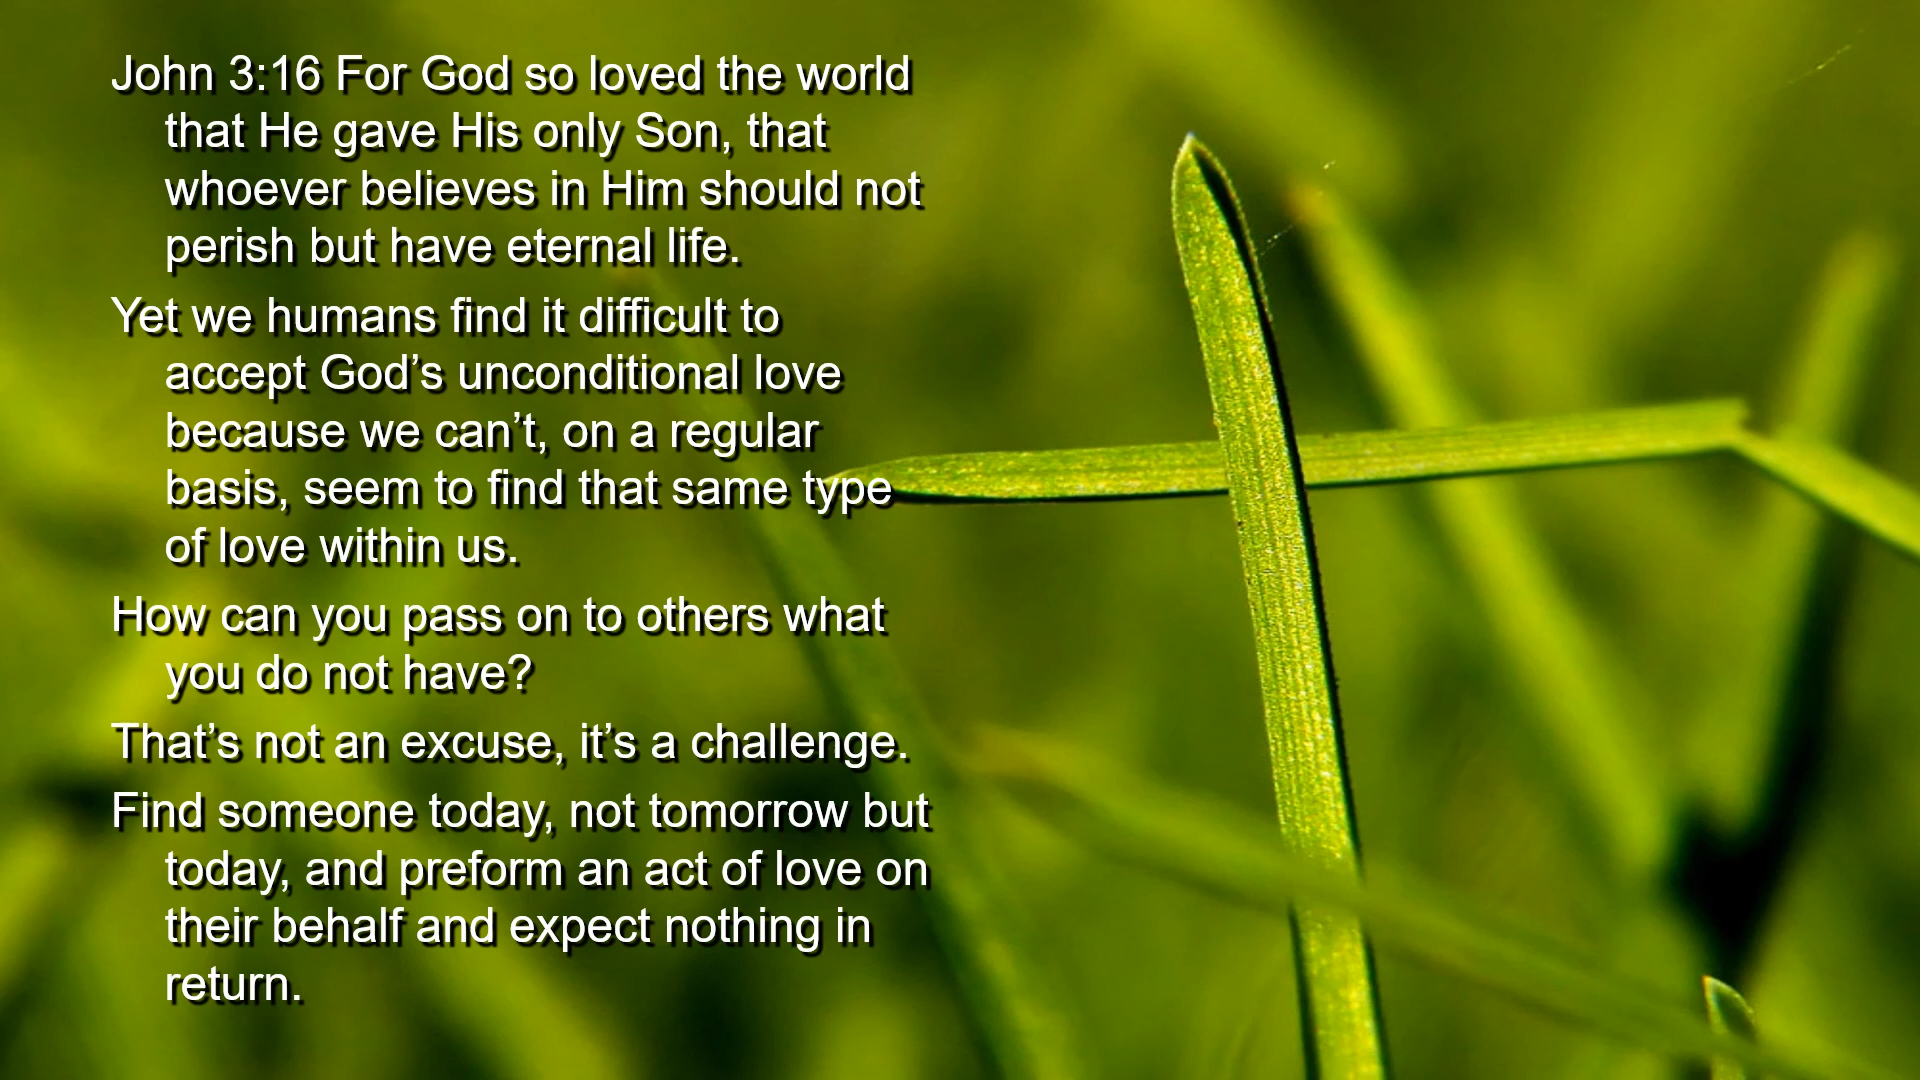 John 3:16 For God so loved the world
that He gave His only Son, that
whoever believes in Him should not
perish but have eternal life.
Yet we humans find it difficult to
accept God’s unconditional love
because we can’t, on a regular
basis, seem to find that same type
of love within us.
How can you pass on to others what
you do not have?
That’s not an excuse, it’s a challenge.
Find someone today, not tomorrow but
today, and preform an act of love on
their behalf and expect nothing in
return.